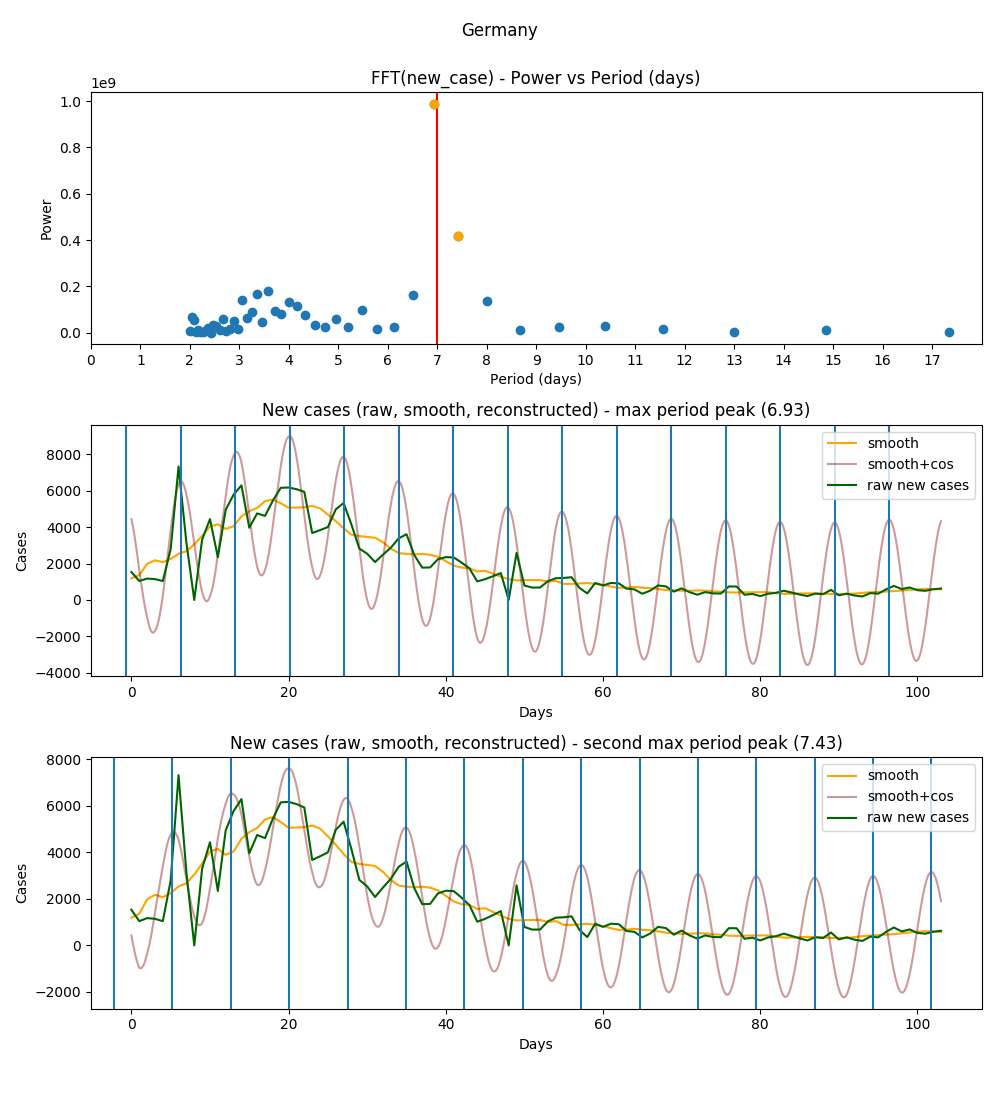 Germany
FFT(new_case) - Power vs Period (days)
1e9
1.0
0.8
0.6
0.4
0.2
0.0
Power
0 1 2 3 4 5 6 7 8 9 10 11 12 13 14 15 16 17
Period (days)
New cases (raw, smooth, reconstructed) - max period peak (6.93)
8000
6000
4000
2000
0
−2000
−4000
Cases
smooth
smooth+cos
raw new cases
0 20 40 60 80 100
Days
New cases (raw, smooth, reconstructed) - second max period peak (7.43)
8000
6000
4000
2000
0
−2000
Cases
smooth
smooth+cos
raw new cases
0 20 40 60 80 100
Days